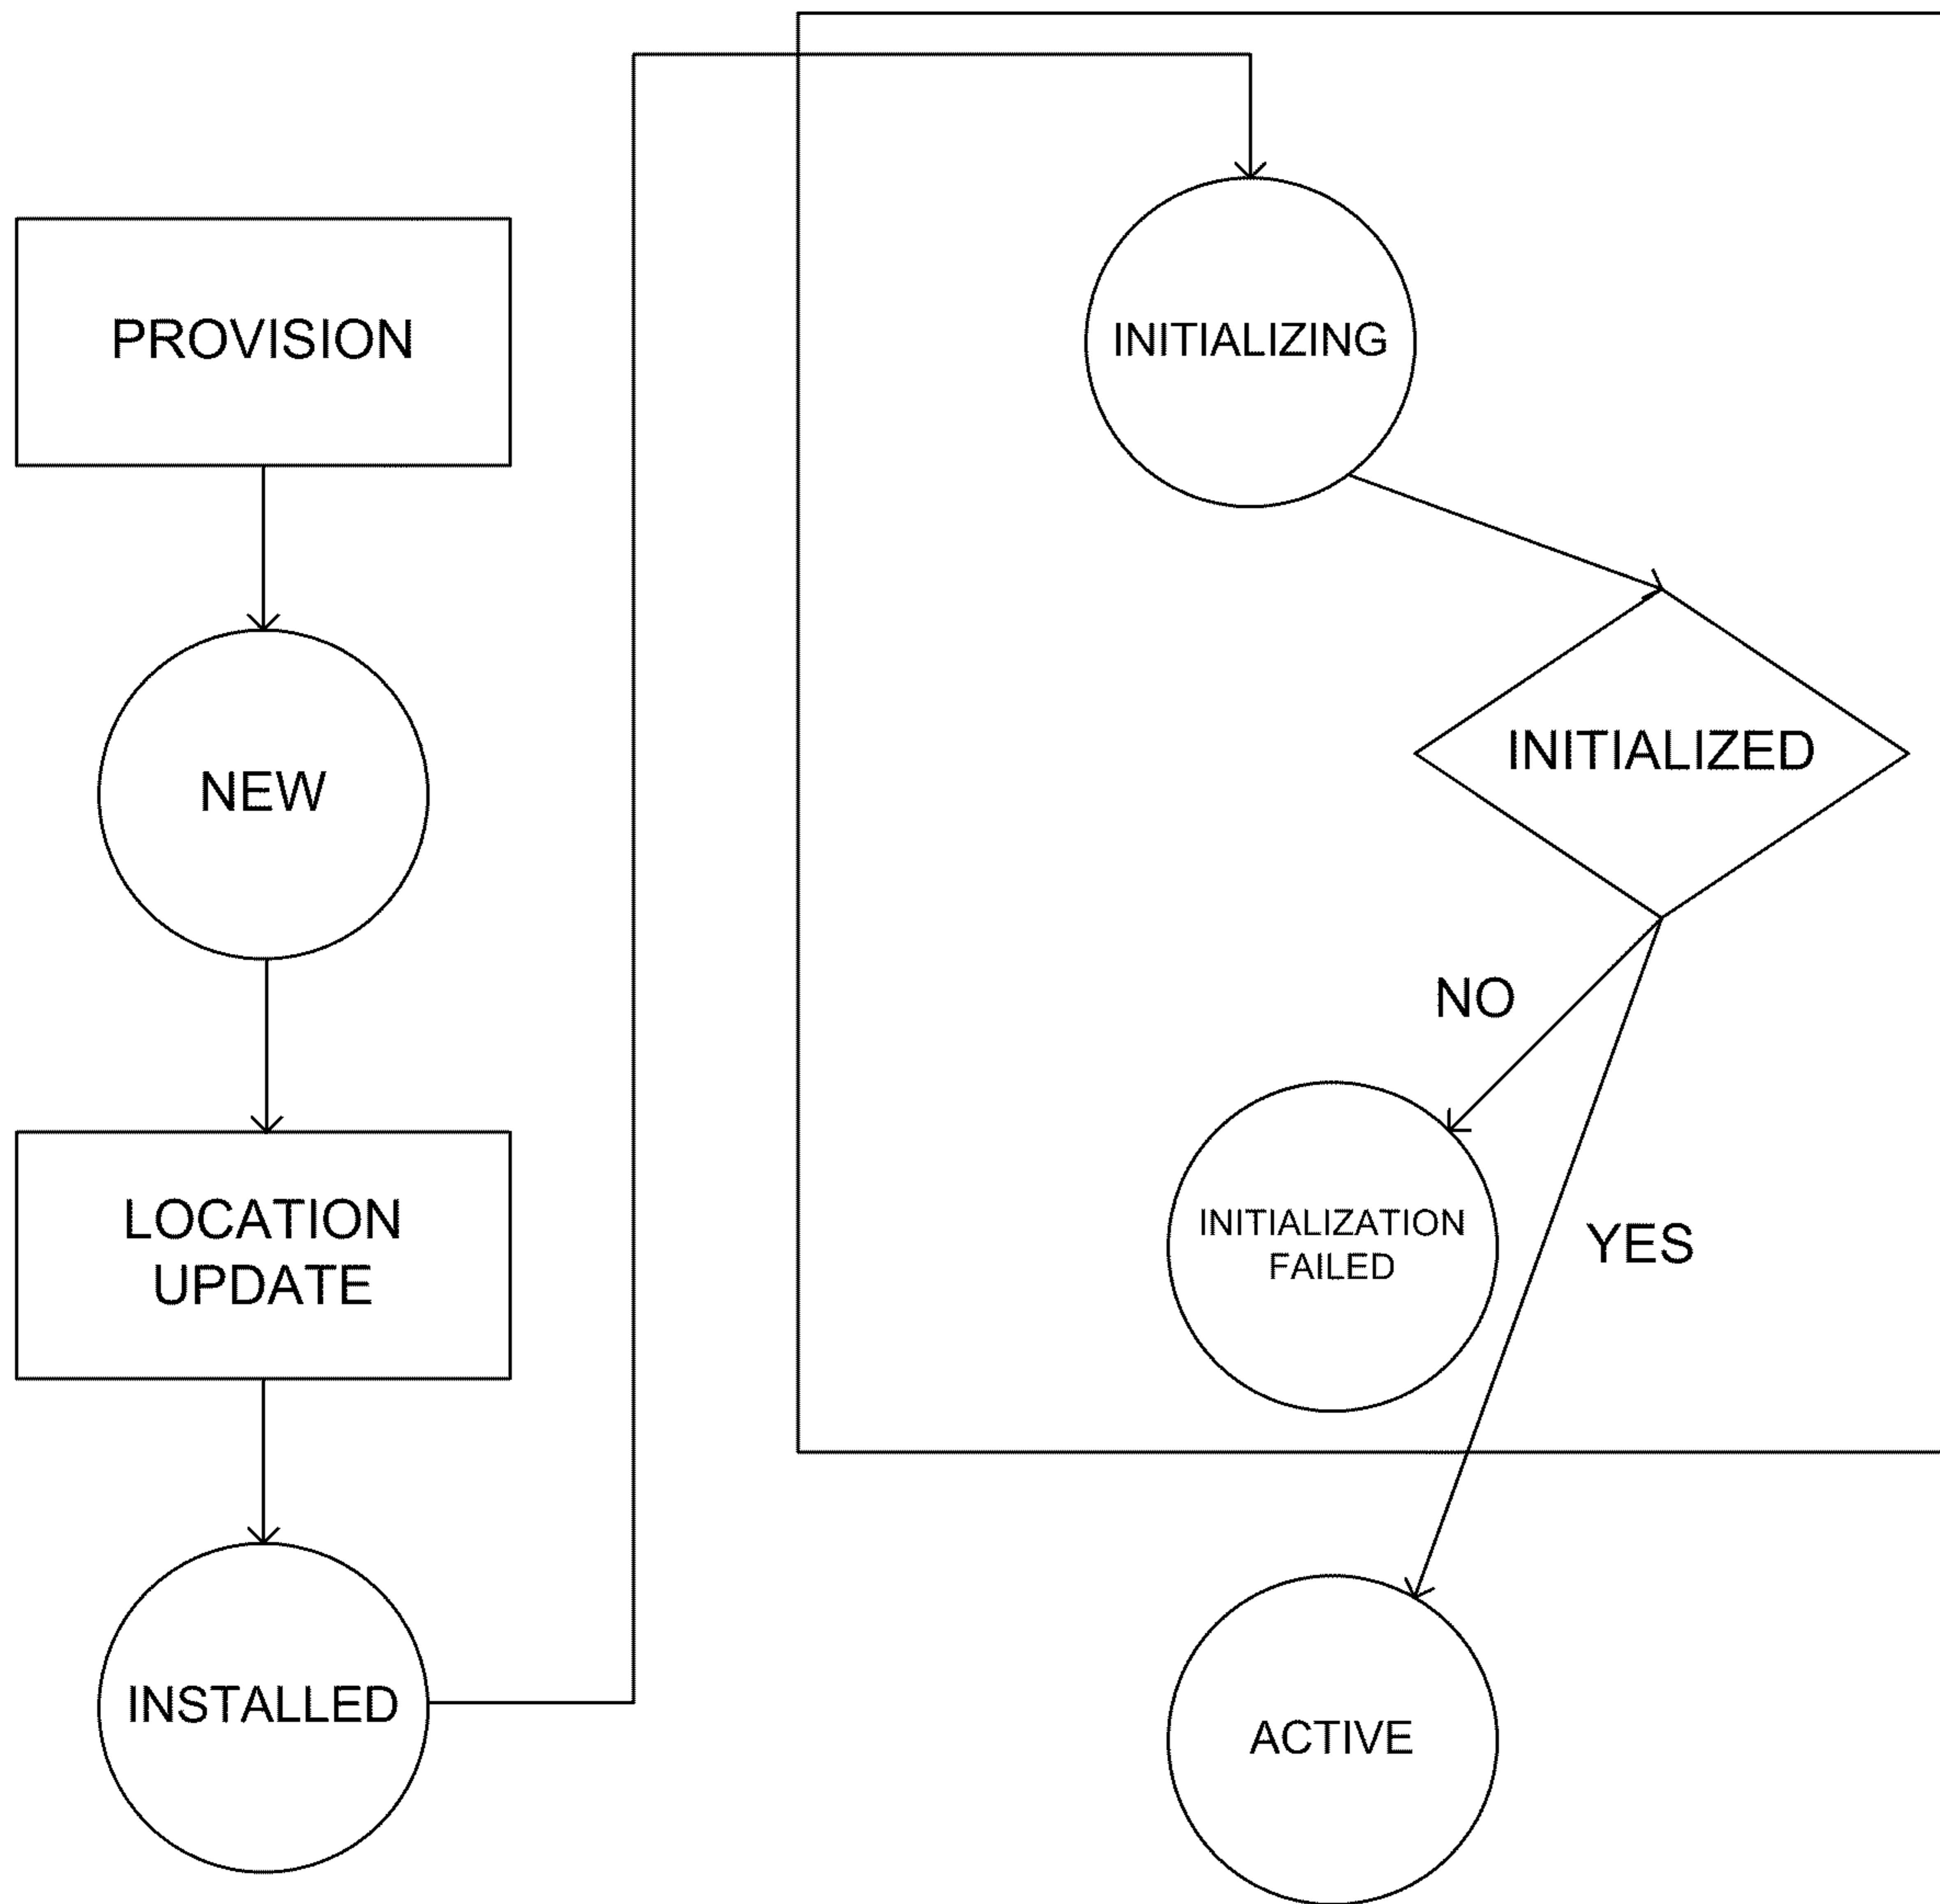 PROVISION
NEW
LOCATION
UPDATE
INSTALLED
INITIALIZING
INITIALIZED
NO
INITIALIZATION
FAILED
YES
ACTIVE